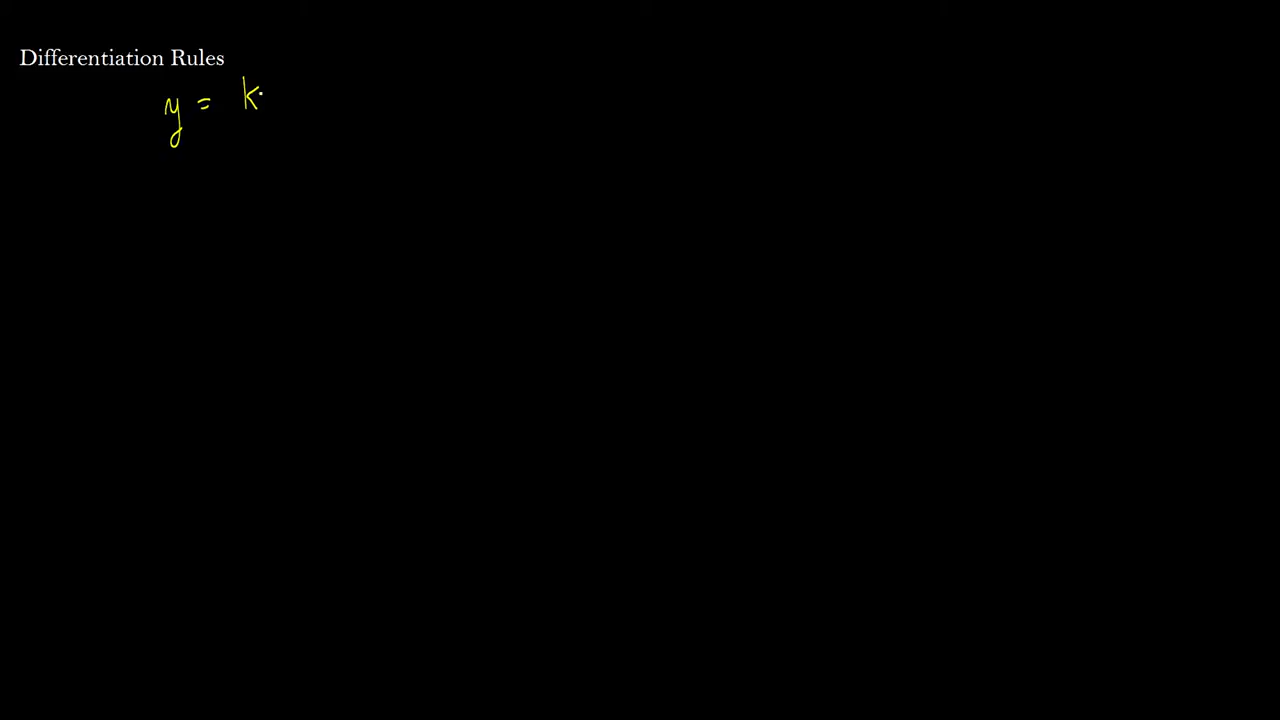 Differentiation Rules
y = k